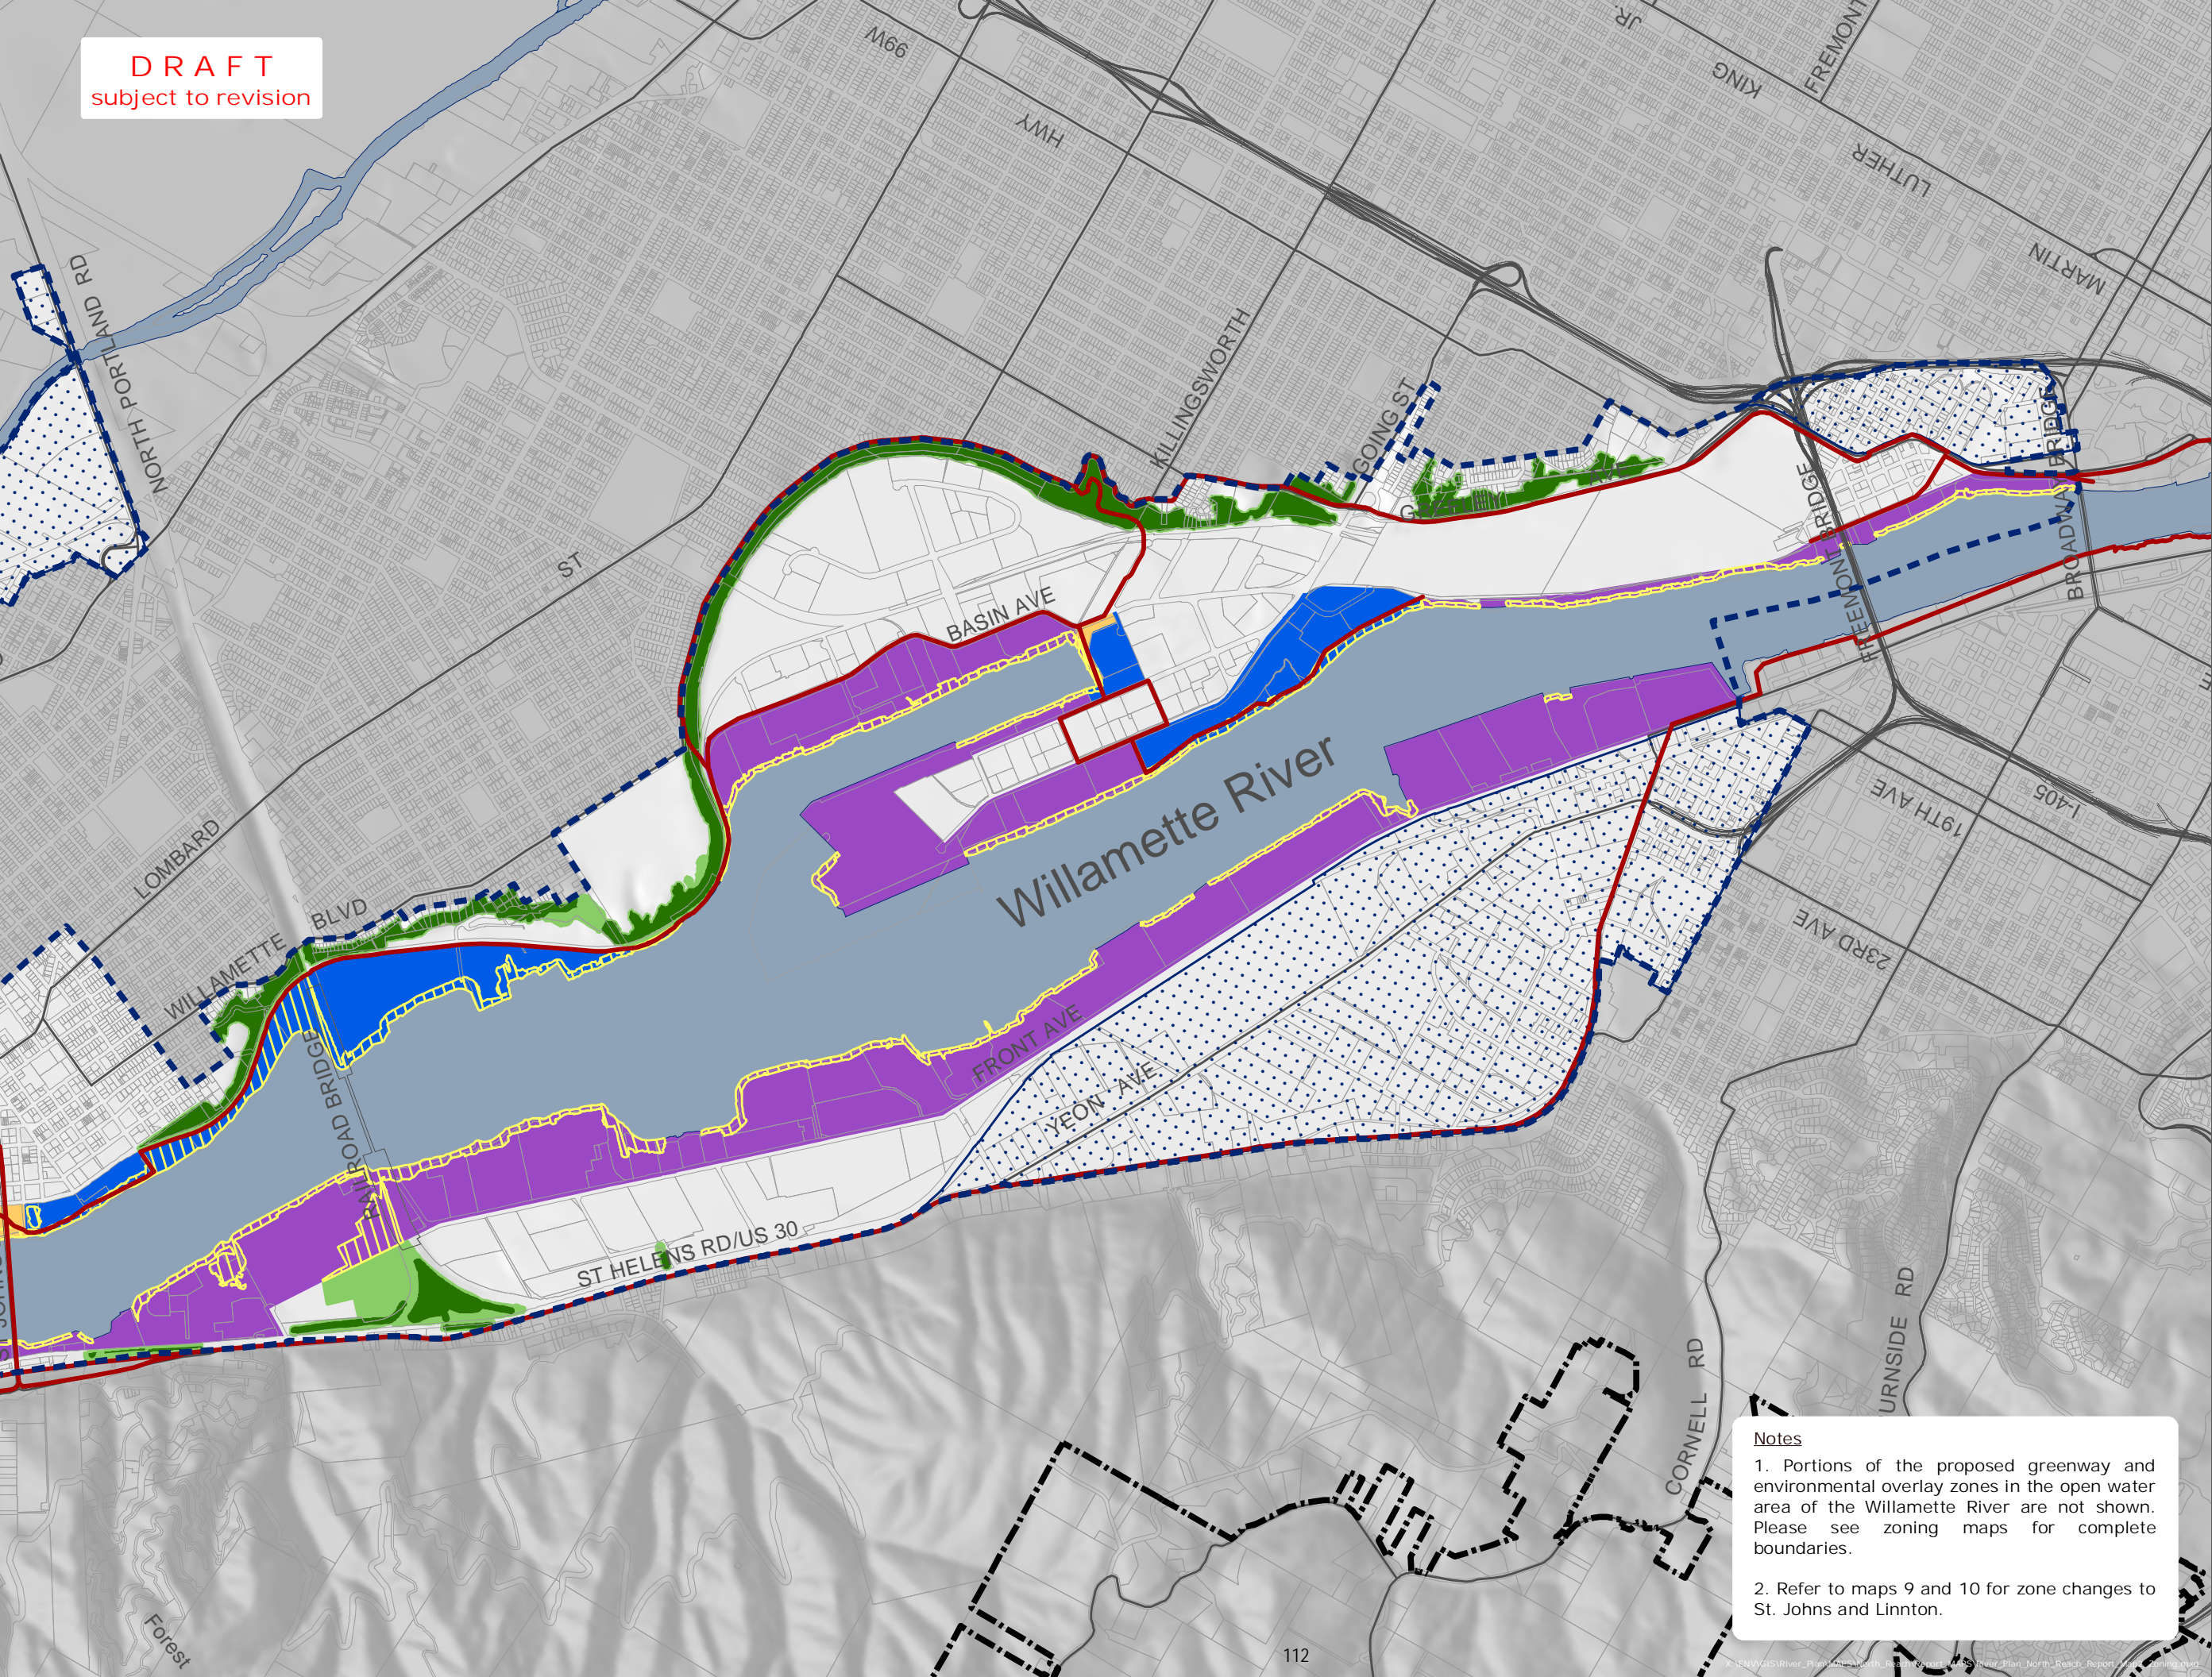 DRAFT
subject to revision
99W
HWY
JR.
KING
FREMONT
LUTHER
MARTIN
NORTH PORTLAND RD
KILLINGSWORTH
GOING ST
ST
LOMBARD
BASIN AVE
FREMONT BRIDGE
BROADWAY BRIDGE
Willamette River
WILLAMETTE BLVD
RAILROAD BRIDGE
FRONT AVE
YEON AVE
ST HELENS RD/US 30
19TH AVE
I-405
23RD AVE
CORNELL RD
URNSIDE RD
Forest
Notes
1. Portions of the proposed greenway and
environmental overlay zones in the open water
area of the Willamette River are not shown.
Please see zoning maps for complete
boundaries.
2. Refer to maps 9 and 10 for zone changes to
St. Johns and Linnton.
112